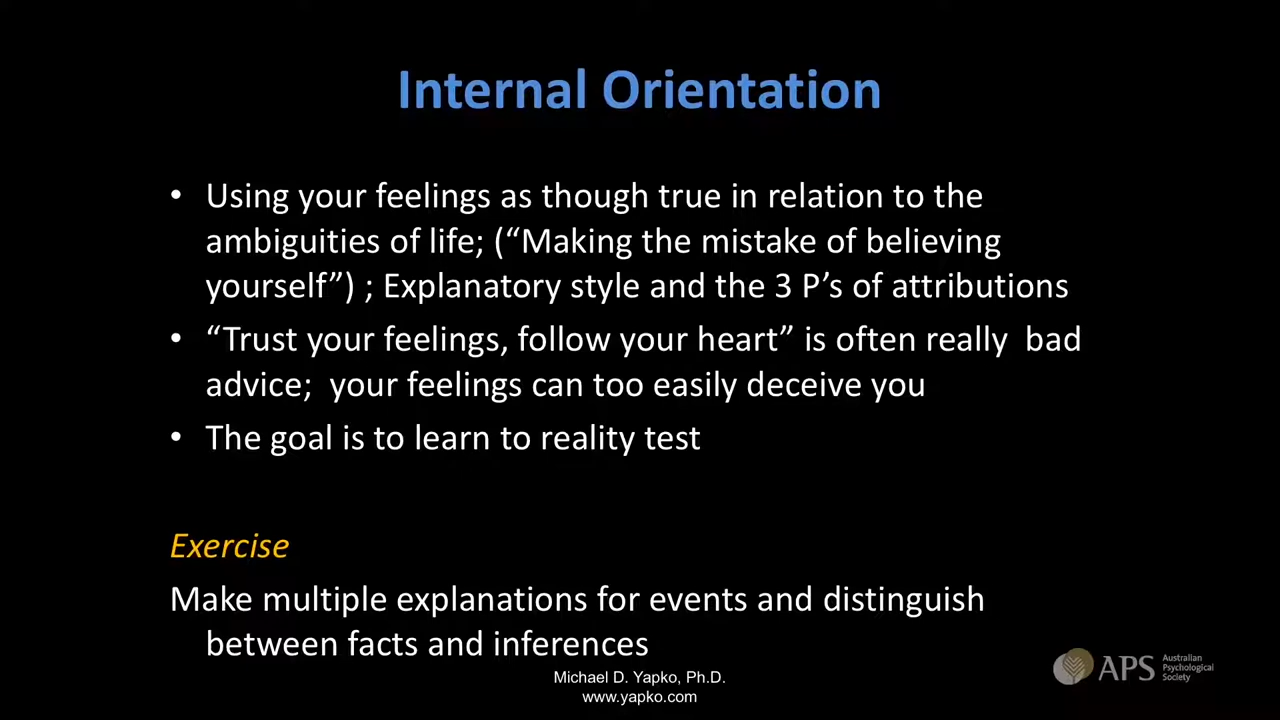 Internal Orientation
• Using your feelings as though true in relation to the
ambiguities of life; (“Making the mistake of believing
yourself”) ; Explanatory style and the 3 P’s of attributions
• “Trust your feelings, follow your heart” is often really  bad
advice;  your feelings can too easily deceive you
• The goal is to learn to reality test
Exercise
Make multiple explanations for events and distinguish
between facts and inferences
Michael D. Yapko, Ph.D.
www.yapko.com
APS
Australian
Psychological
Society